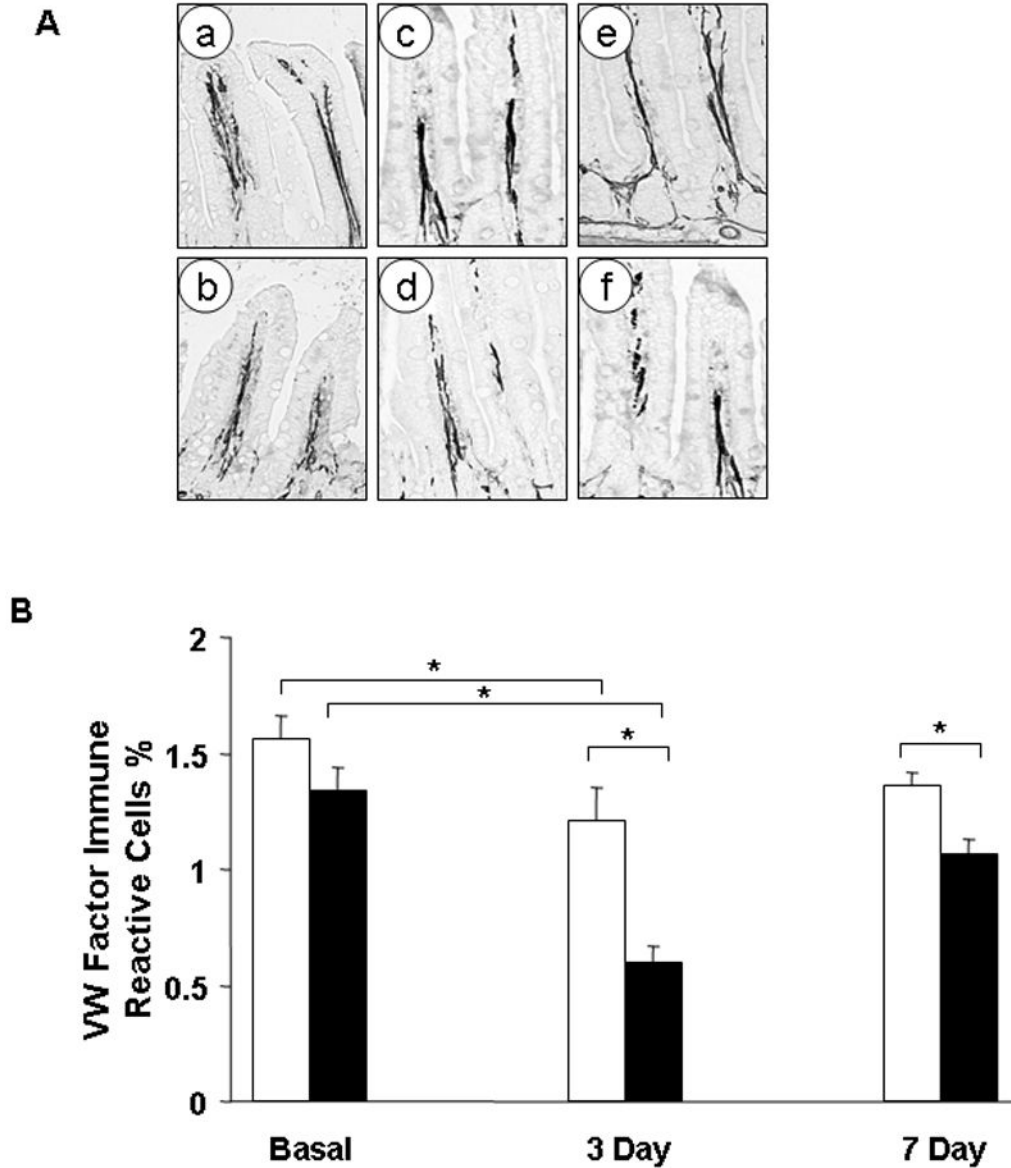 A
a
c
e
b
d
f
B
VW Factor Immune
Reactive Cells %
2
1.5
1
0.5
0
*
*
*
*
Basal
3 Day
7 Day